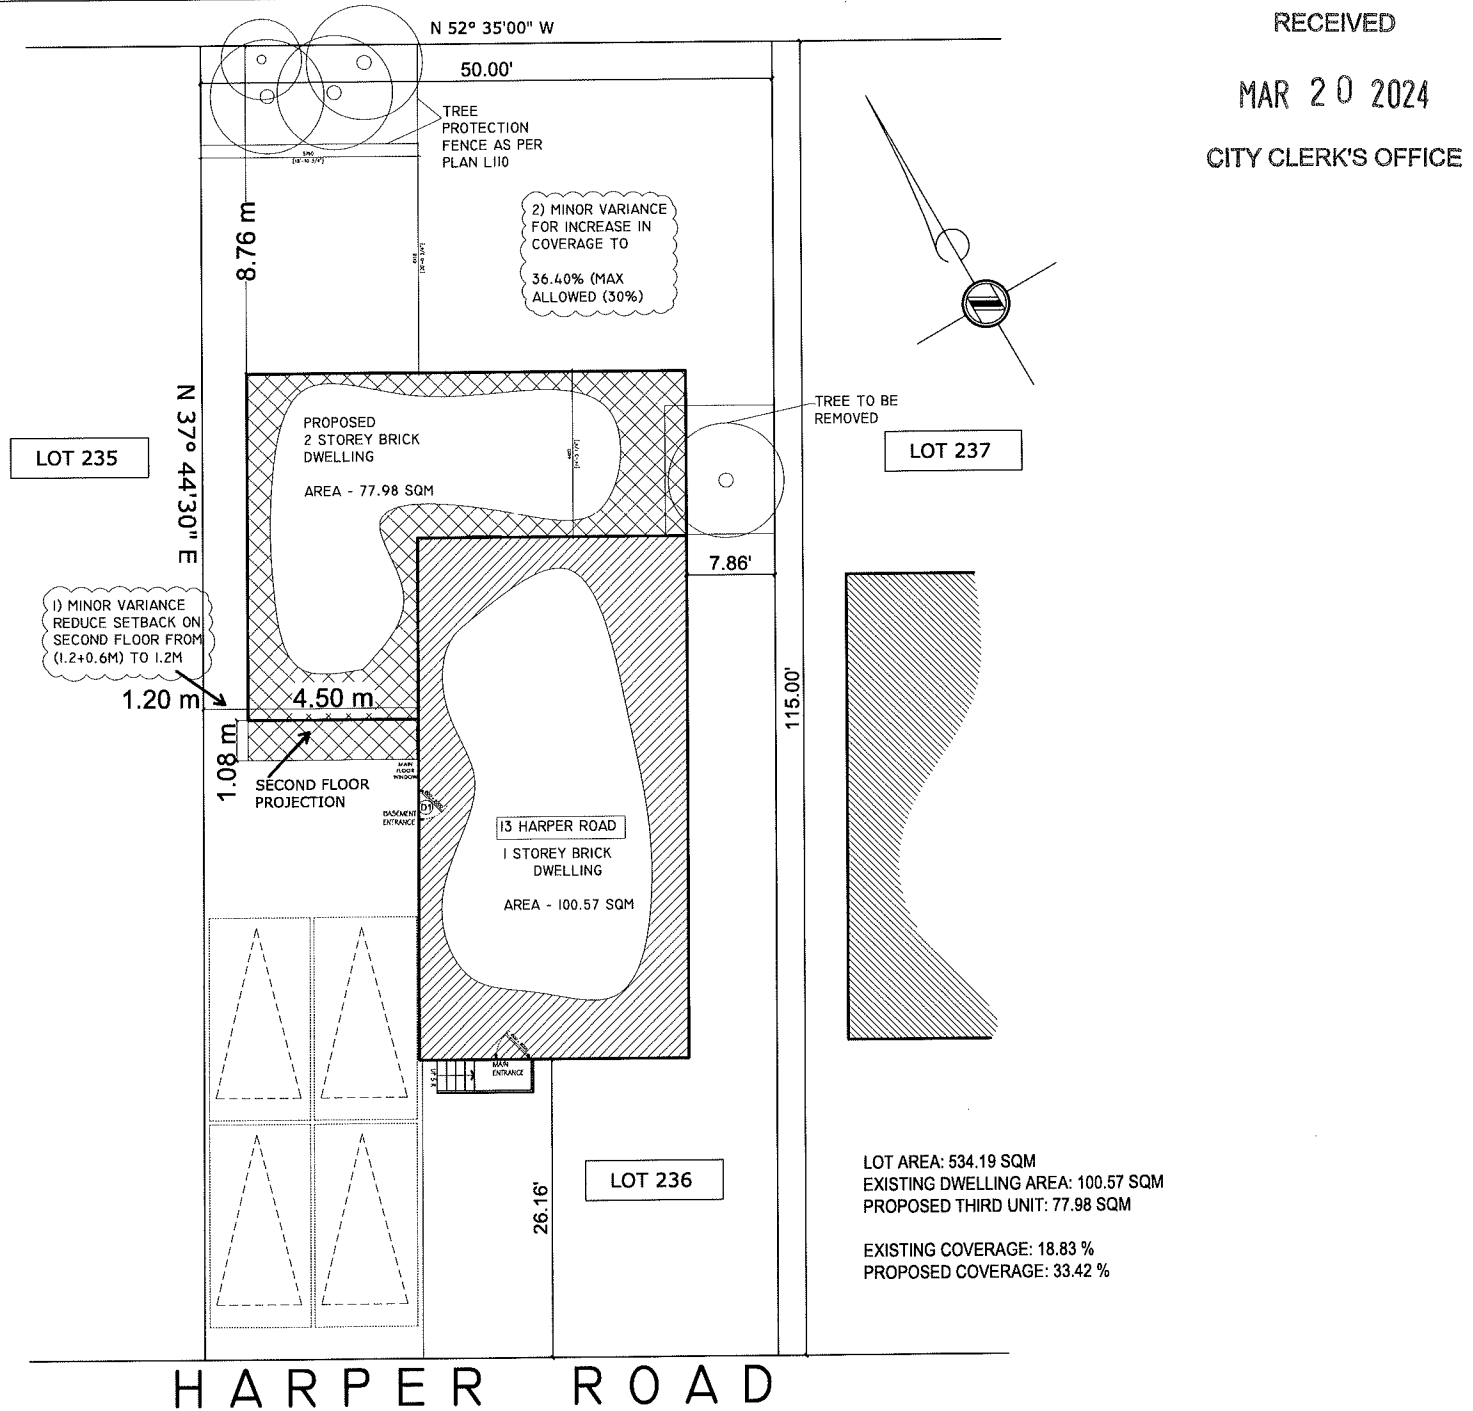 RECEIVED
MAR 20 2024
CITY CLERK'S OFFICE
N 52° 35'00" W
50.00'
TREE
PROTECTION
FENCE AS PER
PLAN L110
8.76 m
2) MINOR VARIANCE
FOR INCREASE IN
COVERAGE TO
36.40% (MAX
ALLOWED (30%)
N 37° 44'30" E
LOT 235
PROPOSED
2 STOREY BRICK
DWELLING
AREA - 77.98 SQM
TREE TO BE
REMOVED
LOT 237
7.86'
1) MINOR VARIANCE
REDUCE SETBACK ON
SECOND FLOOR FROM
(1.2+0.6M) TO 1.2M
1.20 m
4.50 m
115.00'
1.08 m
SECOND FLOOR
PROJECTION
MAIN
FLOOR
WINDOW
BASEMENT
ENTRANCE
D1
13 HARPER ROAD
1 STOREY BRICK
DWELLING
AREA - 100.57 SQM
MAIN
ENTRANCE
26.16'
LOT 236
LOT AREA: 534.19 SQM
EXISTING DWELLING AREA: 100.57 SQM
PROPOSED THIRD UNIT: 77.98 SQM
EXISTING COVERAGE: 18.83 %
PROPOSED COVERAGE: 33.42 %
HARPER ROAD